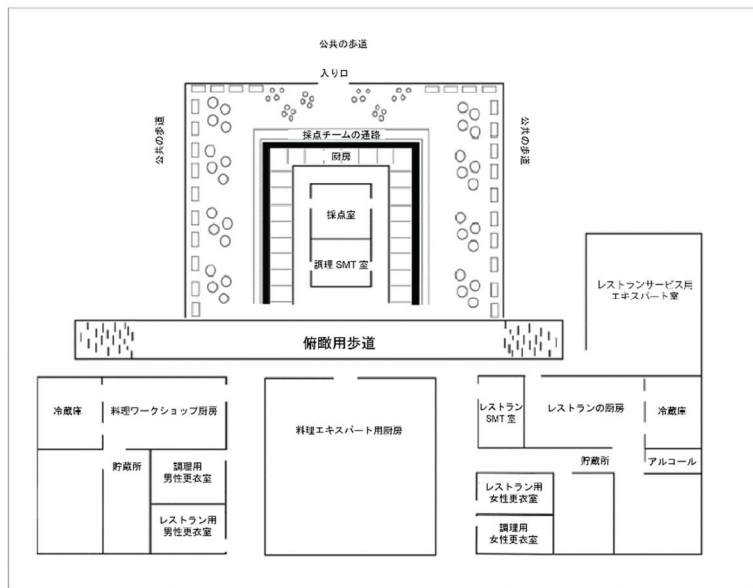 公共の歩道
入り口
公共の歩道
公共の歩道
採点チームの通路
厨房
採点室
調理 SMT 室
レストランサービス用
エキスパート室
俯瞰用歩道
冷蔵庫
料理ワークショップ厨房
料理エキスパート用厨房
レストラン
SMT 室
レストランの厨房
冷蔵庫
貯蔵所
調理用
男性更衣室
貯蔵所
アルコール
レストラン用
女性更衣室
レストラン用
男性更衣室
調理用
女性更衣室